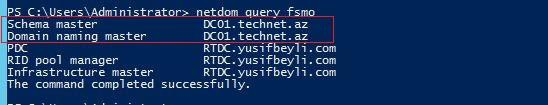 PS C:\Users\Administrator> netdom query fsmo
Schema master DC01.technet.az
Domain naming master DC01.technet.az
PDC RTDC.yusifbeyli.com
RID pool manager RTDC.yusifbeyli.com
Infrastructure master RTDC.yusifbeyli.com
The command completed successfully.